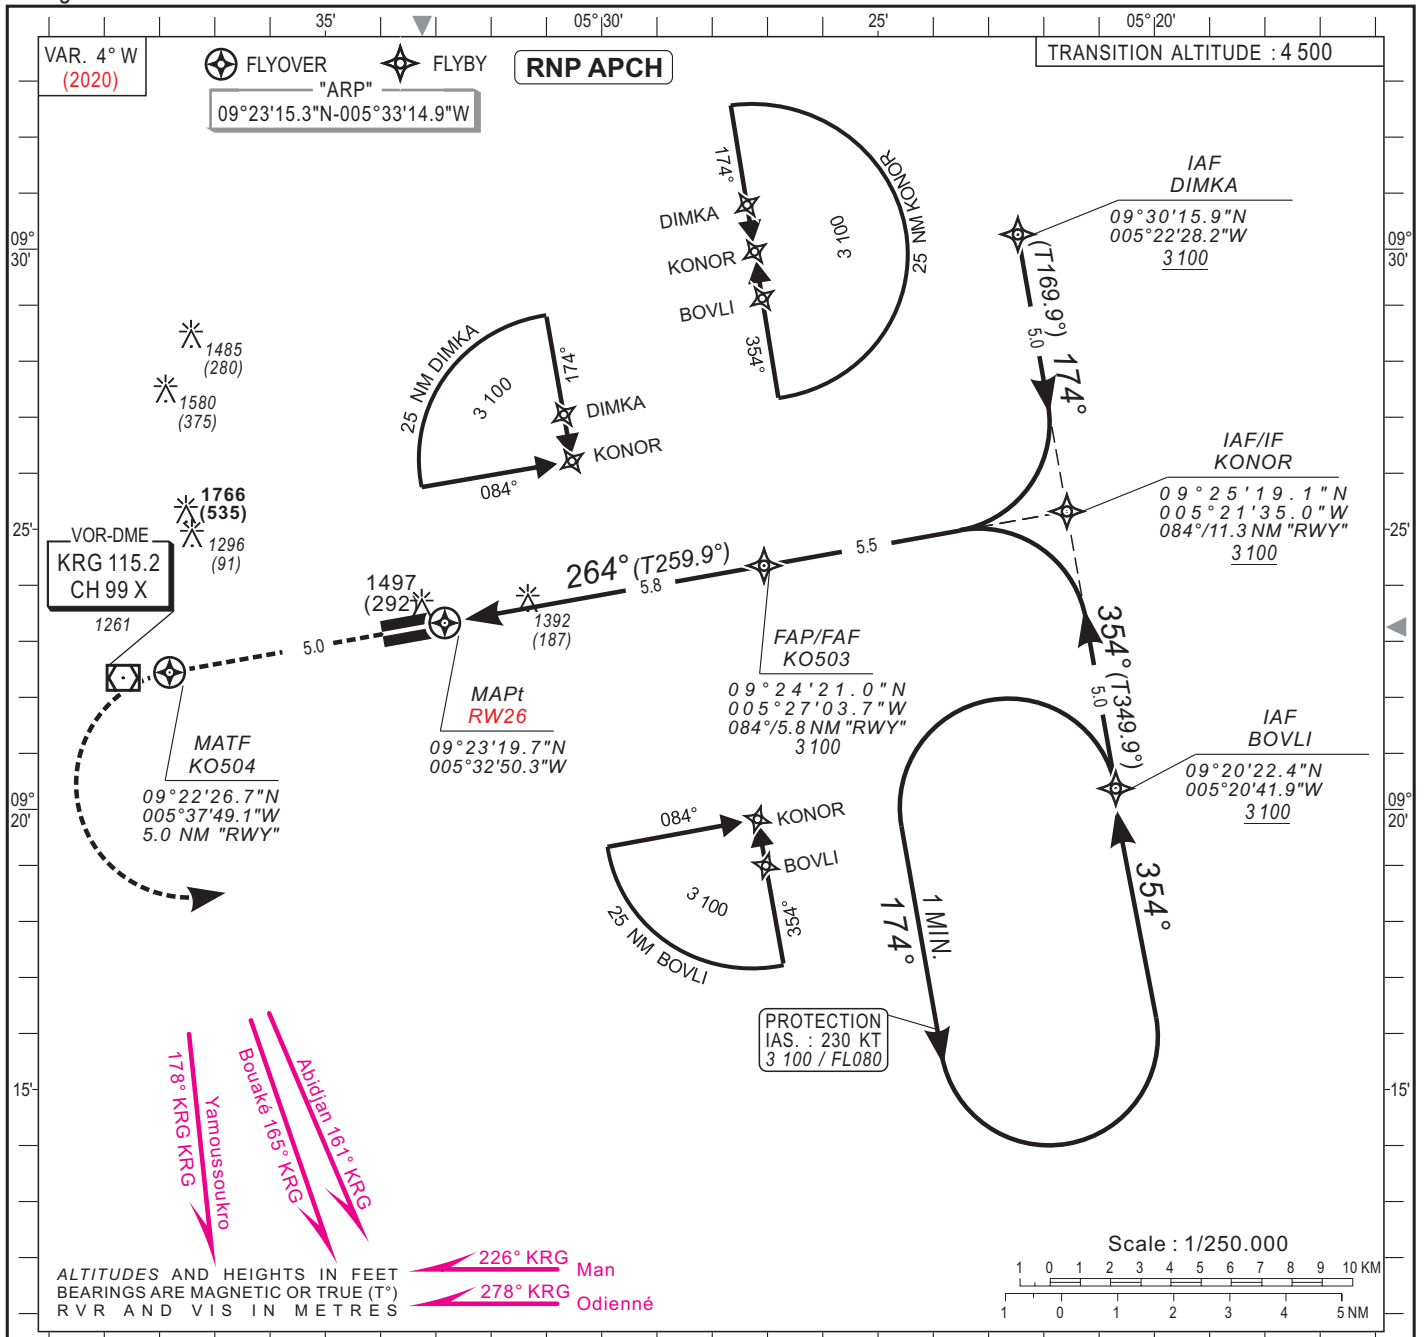 35'
05°30'
25'
05°20'
VAR. 4° W
(2020)
FLYOVER
FLYBY
RNP APCH
TRANSITION ALTITUDE : 4 500
"ARP"
09°23'15.3"N-005°33'14.9"W
174°
DIMKA
KONOR
BOVLI
354°
3 100
25 NM KONOR
IAF
DIMKA
09°30'15.9"N
005°22'28.2"W
3 100
09°
30'
09°
30'
(T169.9°)
5.0
174°
25 NM DIMKA
3 100
174°
DIMKA
KONOR
084°
1485
(280)
1580
(375)
1766
(535)
1296
(91)
IAF/IF
KONOR
09°25'19.1"N
005°21'35.0"W
084°/11.3 NM "RWY"
3 100
25'
25'
VOR-DME
KRG 115.2
CH 99 X
1261
1497
(292)
264° (T259.9°)
5.8
5.5
1392
(187)
5.0
FAP/FAF
KO503
09°24'21.0"N
005°27'03.7"W
084°/5.8 NM "RWY"
3 100
354° (T349.9°)
5.0
MAPt
RW26
09°23'19.7"N
005°32'50.3"W
MATF
KO504
09°22'26.7"N
005°37'49.1"W
5.0 NM "RWY"
IAF
BOVLI
09°20'22.4"N
005°20'41.9"W
3 100
09°
20'
09°
20'
084°
KONOR
BOVLI
3 100
354°
25 NM BOVLI
174°
1 MIN.
354°
PROTECTION
IAS. : 230 KT
3 100 / FL080
15'
15'
178° KRG KRG
Yamoussoukro
Bouaké 165° KRG
Abidjan 161° KRG
226° KRG
Man
278° KRG
Odienné
ALTITUDES AND HEIGHTS IN FEET
BEARINGS ARE MAGNETIC OR TRUE (T°)
RVR AND VIS IN METRES
Scale : 1/250.000
1 0 1 2 3 4 5 6 7 8 9 10 KM
1 0 1 2 3 4 5 NM